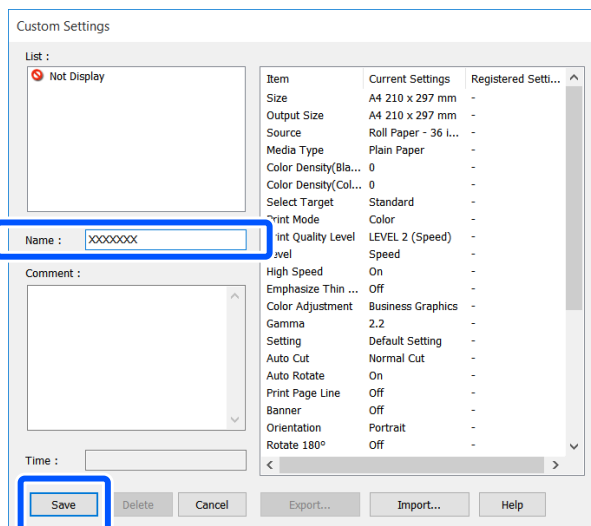 Custom Settings
List :
Not Display
Name : XXXXXXX
Comment :
Time :
Item Current Settings Registered Setti...
Size A4 210 x 297 mm -
Output Size A4 210 x 297 mm -
Source Roll Paper - 36 i... -
Media Type Plain Paper -
Color Density(Bla... 0 -
Color Density(Col... 0 -
Select Target Standard -
Print Mode Color -
Print Quality Level LEVEL 2 (Speed) -
Level Speed -
High Speed On -
Emphasize Thin ... Off -
Color Adjustment Business Graphics -
Gamma 2.2 -
Setting Default Setting -
Auto Cut Normal Cut -
Auto Rotate On -
Print Page Line Off -
Banner Off -
Orientation Portrait -
Rotate 180° Off -
Save Delete Cancel Export... Import... Help